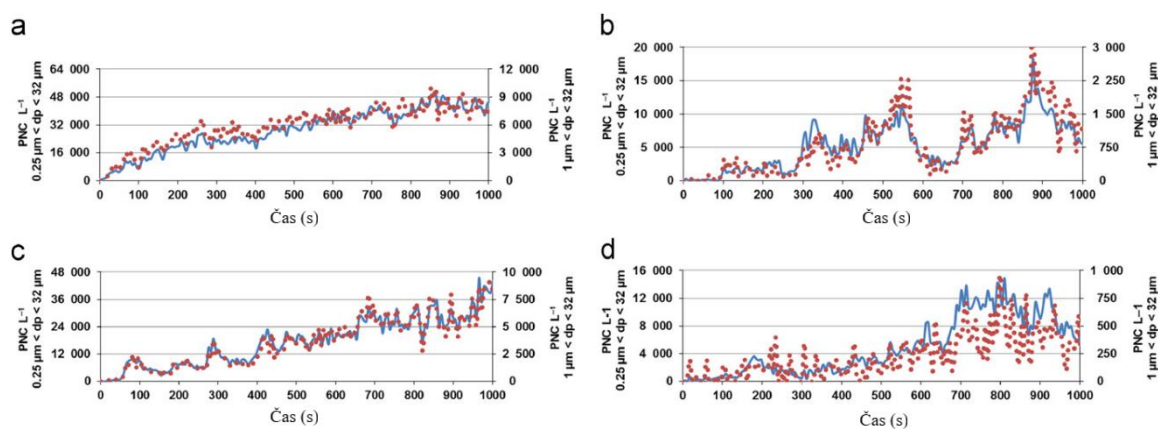 a
PNC L⁻¹
0.25 µm < dp < 32 µm
64 000
48 000
32 000
16 000
0
12 000
9 000
6 000
3 000
0
1 µm < dp < 32 µm
0 100 200 300 400 500 600 700 800 900 1000
Čas (s)
b
PNC L⁻¹
0.25 µm < dp < 32 µm
20 000
15 000
10 000
5 000
0
3 000
2 250
1 500
750
0
1 µm < dp < 32 µm
0 100 200 300 400 500 600 700 800 900 1000
Čas (s)
c
PNC L⁻¹
0.25 µm < dp < 32 µm
48 000
36 000
24 000
12 000
0
10 000
7 500
5 000
2 500
0
PNC L⁻¹
1 µm < dp < 32 µm
0 100 200 300 400 500 600 700 800 900 1000
Čas (s)
d
PNC L-1
0.25 µm < dp < 32 µm
16 000
12 000
8 000
4 000
0
1 000
750
500
250
0
PNC L⁻¹
1 µm < dp < 32 µm
0 100 200 300 400 500 600 700 800 900 1000
Čas (s)